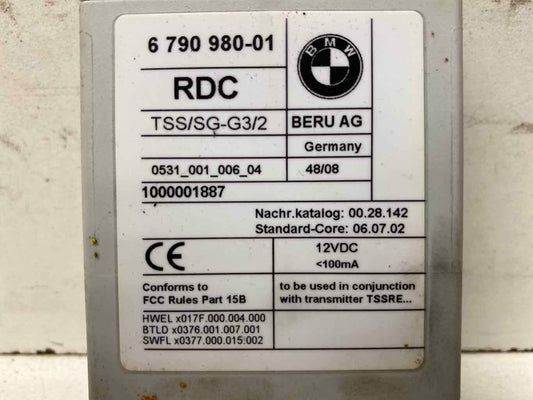 6 790 980-01
BMW
RDC
TSS/SG-G3/2 BERU AG
Germany
0531_001_006_04 48/08
1000001887
Nachr.katalog: 00.28.142
Standard-Core: 06.07.02
CE 12VDC
<100mA
Conforms to
FCC Rules Part 15B
to be used in conjunction
with transmitter TSSRE...
HWEL x017F.000.004.000
BTLD x0376.001.007.001
SWFL x0377.000.015:002